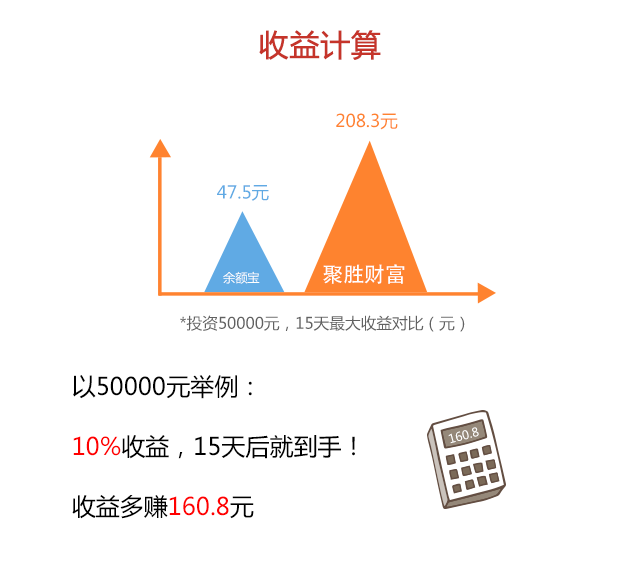 收益计算
208.3元
47.5元
余额宝
聚胜财富
*投资50000元，15天最大收益对比（元）
以50000元举例：
10%收益，15天后就到手！
160.8
收益多赚160.8元